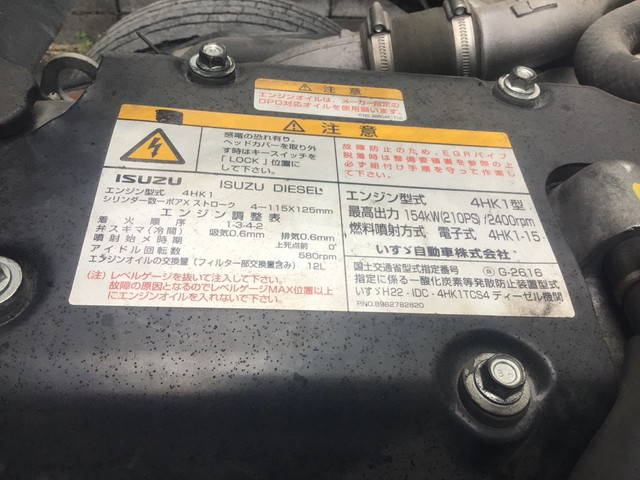 注意
エンジンオイルは、メーカー指定の
DPD対応オイルを使用願います。
注意
感電の恐れ有り。
ヘッドカバーを取り外
す時はキースイッチを
「LOCK」位置に
して下さい。
故障防止のため、EGRパイプ
脱着時は整備要領書を参照の上
必ず組付け手順を守って作業し
て下さい。
ISUZU ISUZU DIESEL
エンジン型式 4HK1
シリンダー数ーボアXストローク 4-115X125mm
エンジン調整表
着火順序 1-3-4-2
弁スキマ(冷間) 吸気0.6mm 排気0.6mm
噴射始メ時期 上死点前 0°
アイドル回転数 580rpm
エンジンオイルの交換量(フィルター部交換量含み) 12L
(注)レベルゲージを抜いて注入して下さい。
故障の原因となるのでレベルゲージMAX位置以上
にエンジンオイルを入れないで下さい。
エンジン型式 4HK1型
最高出力 154kW(210PS)/2400rpm
燃料噴射方式 電子式 4HK1-15
いすゞ自動車株式会社
国土交通省型式指定番号 G-2616
指定に係る一酸化炭素等発散防止装置型式
いすゞH22-IDC-4HK1TCS4ディーゼル機関
P.NO.8982782820